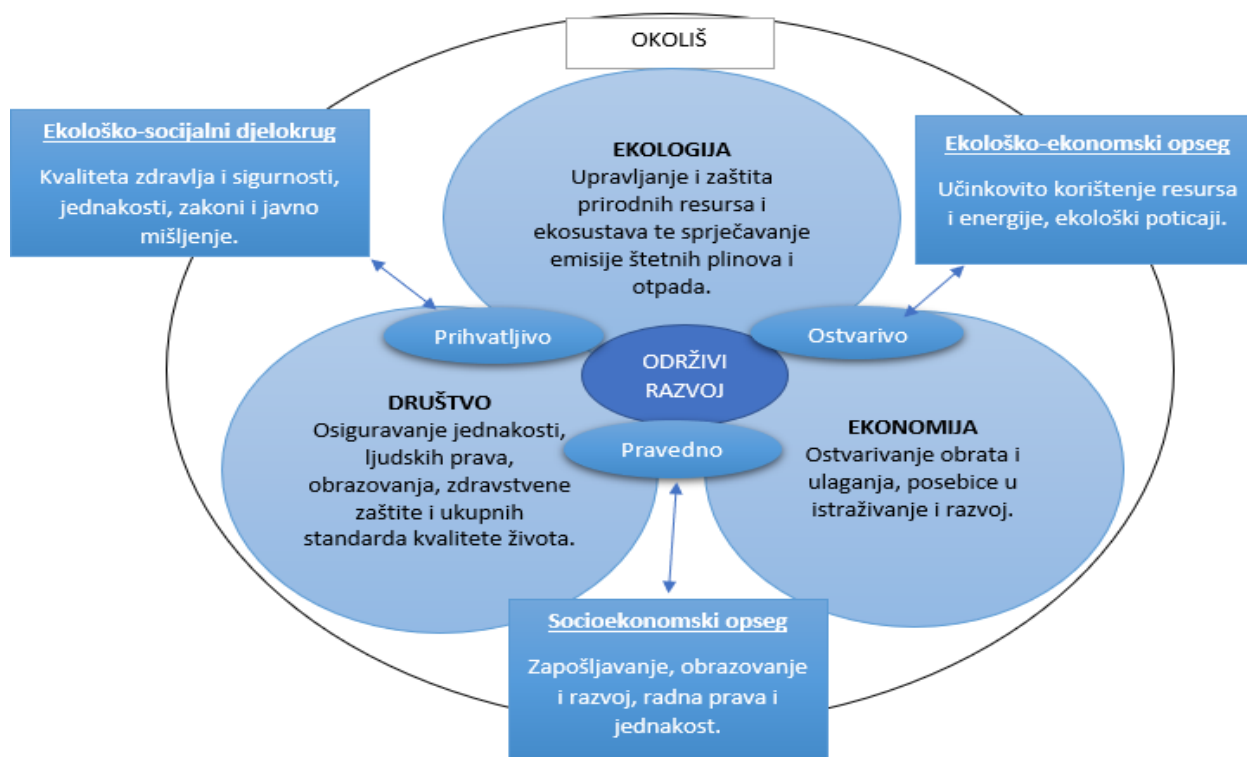 OKOLIŠ
Ekološko-socijalni djelokrug
Kvaliteta zdravlja i sigurnosti,
jednakosti, zakoni i javno
mišljenje.
EKOLOGIJA
Upravljanje i zaštita
prirodnih resursa i
ekosustava te sprječavanje
emisije štetnih plinova i
otpada.
Ekološko-ekonomski opseg
Učinkovito korištenje resursa
i energije, ekološki poticaji.
Prihvatljivo
Ostvarivo
ODRŽIVI
RAZVOJ
DRUŠTVO
Osiguravanje jednakosti,
ljudskih prava,
obrazovanja, zdravstvene
zaštite i ukupnih
standarda kvalitete života.
Pravedno
EKONOMIJA
Ostvarivanje obrata i
ulaganja, posebice u
istraživanje i razvoj.
Socioekonomski opseg
Zapošljavanje, obrazovanje
i razvoj, radna prava i
jednakost.